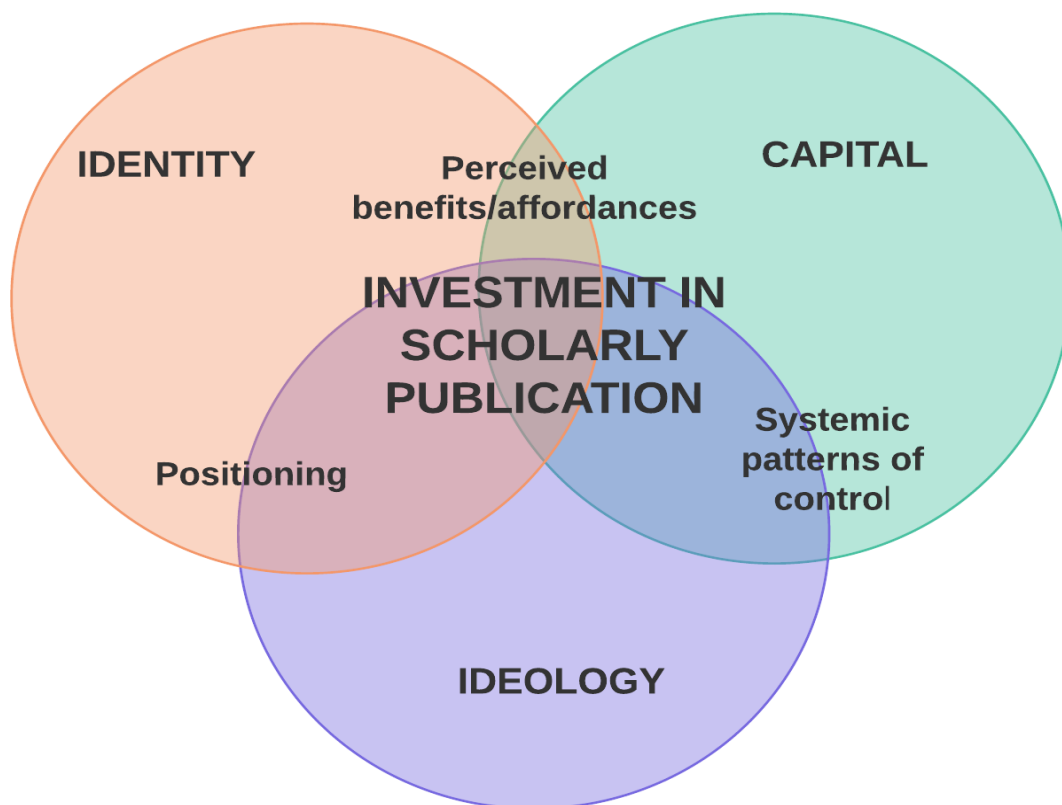 IDENTITY
CAPITAL
Perceived
benefits/affordances
INVESTMENT IN
SCHOLARLY
PUBLICATION
Systemic
patterns of
control
Positioning
IDEOLOGY